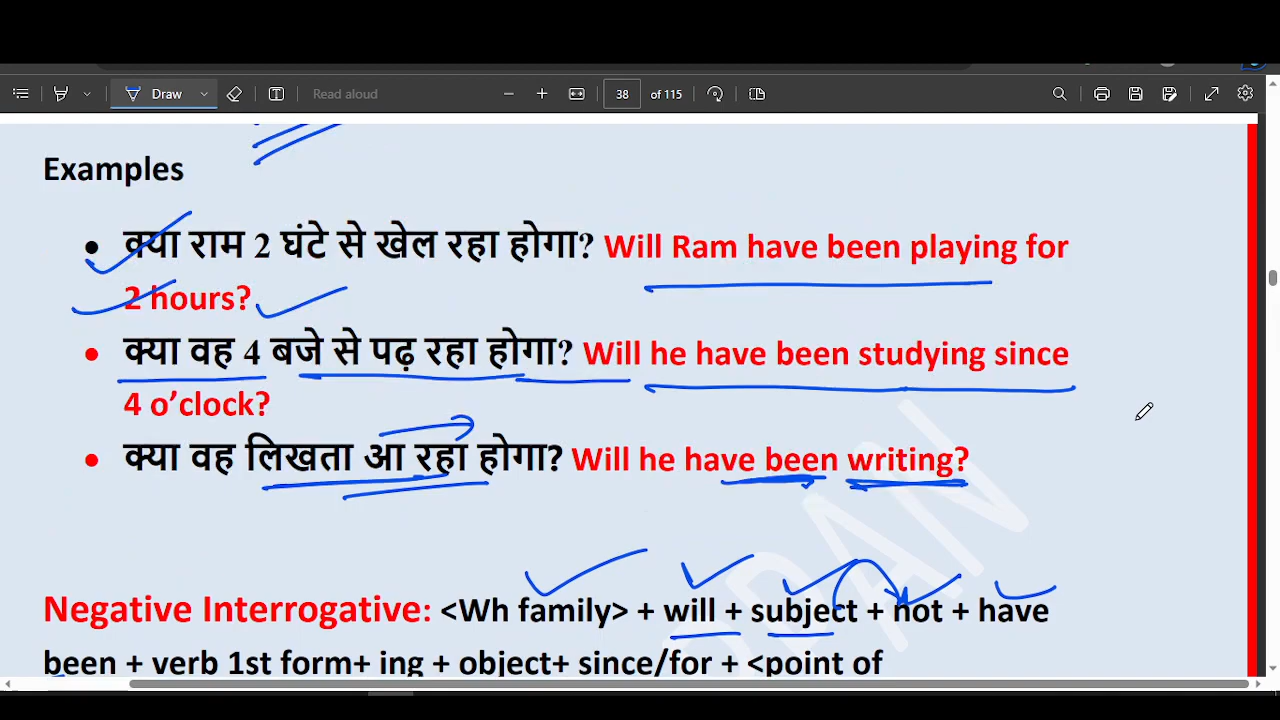 Draw
Read aloud
38 of 115
Examples
• क्या राम 2 घंटे से खेल रहा होगा? Will Ram have been playing for
2 hours?
• क्या वह 4 बजे से पढ़ रहा होगा? Will he have been studying since
4 o’clock?
• क्या वह लिखता आ रहा होगा? Will he have been writing?
Negative Interrogative: <Wh family> + will + subject + not + have
been + verb 1st form+ ing + object+ since/for + <point of